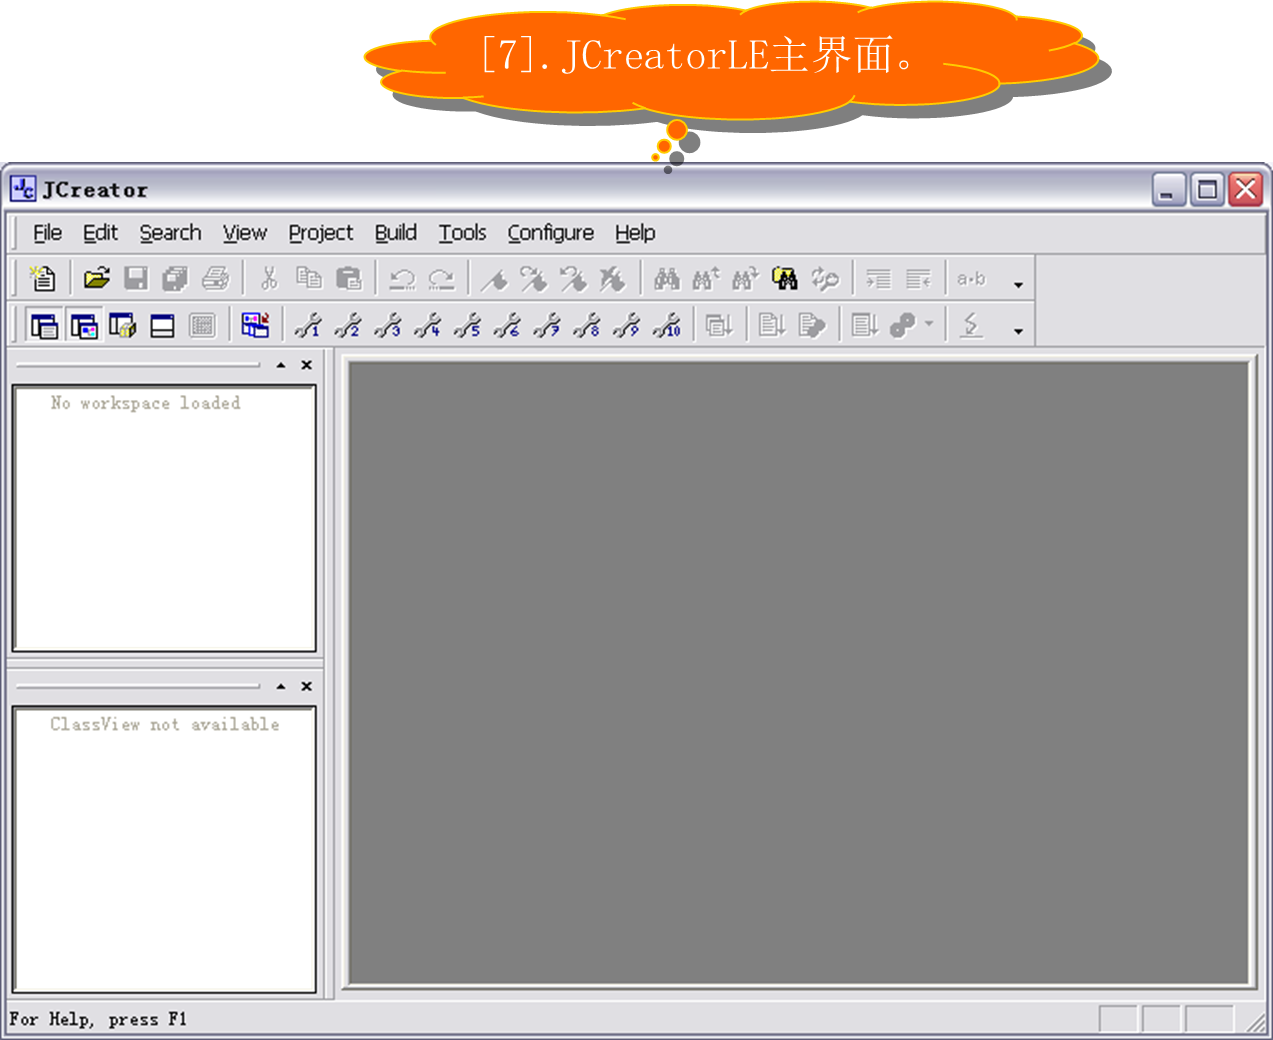 [7].JCreatorLE主界面。
JCreator
File Edit Search View Project Build Tools Configure Help
a·b
1 2 3 4 5 6 7 8 9 10
No workspace loaded
ClassView not available
For Help, press F1